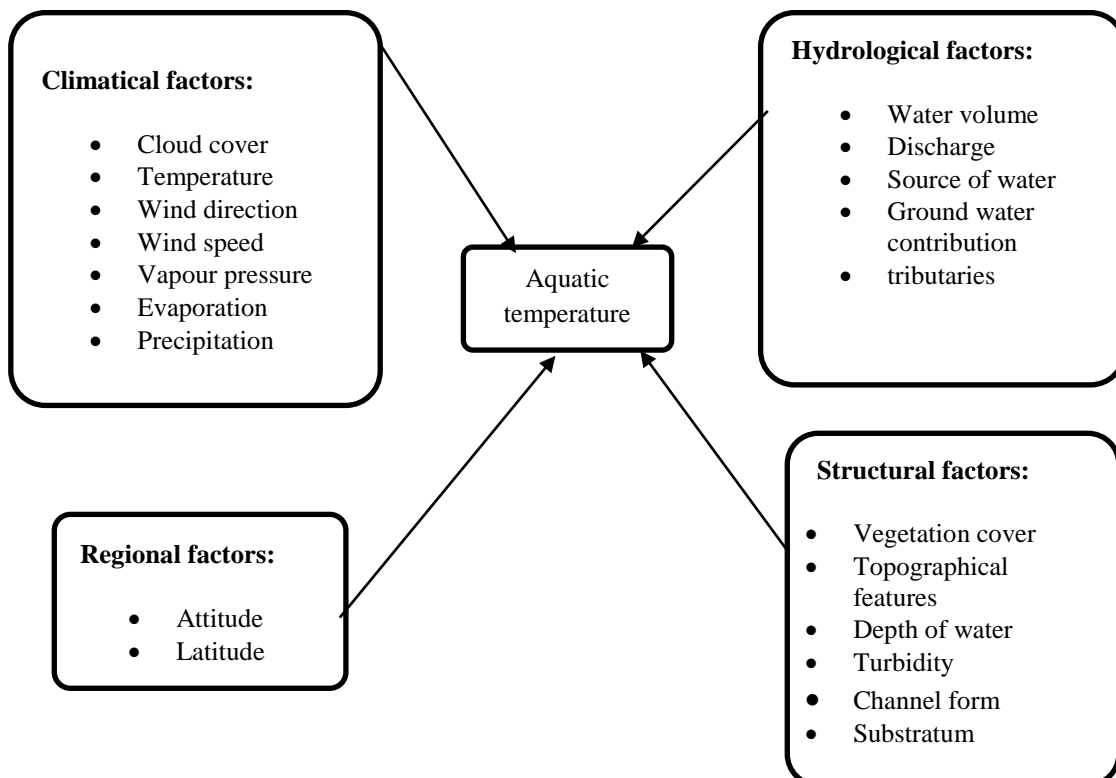 Climatical factors:
• Cloud cover
• Temperature
• Wind direction
• Wind speed
• Vapour pressure
• Evaporation
• Precipitation
Hydrological factors:
• Water volume
• Discharge
• Source of water
• Ground water
contribution
• tributaries
Aquatic
temperature
Regional factors:
• Attitude
• Latitude
Structural factors:
• Vegetation cover
• Topographical
features
• Depth of water
• Turbidity
• Channel form
• Substratum